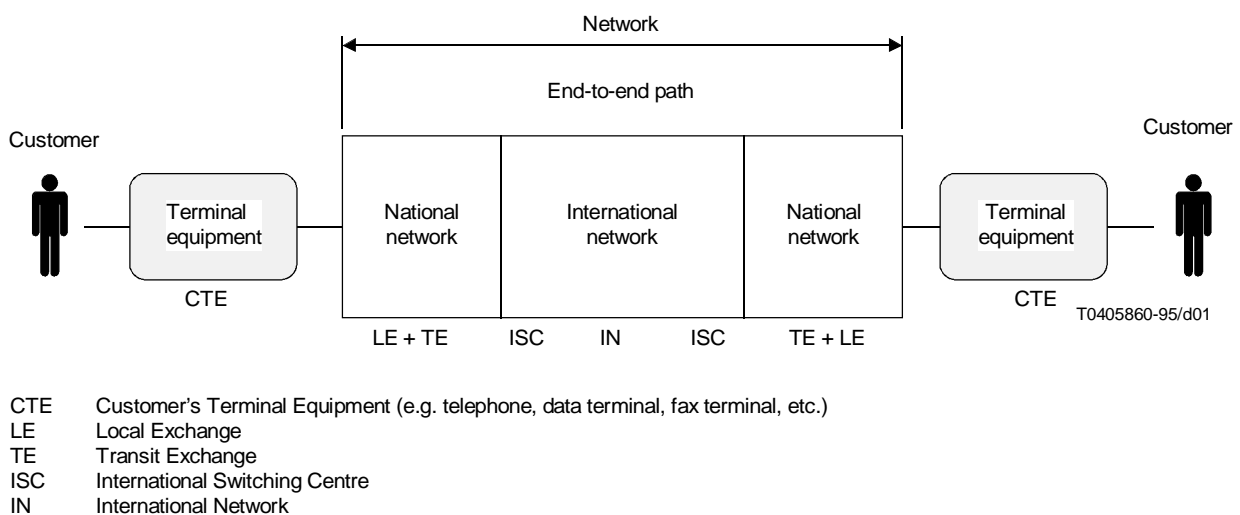 Network
End-to-end path
Customer
Customer
Terminal
equipment
National
network
International
network
National
network
Terminal
equipment
CTE
CTE
T0405860-95/d01
LE + TE
ISC
IN
ISC
TE + LE
CTE Customer's Terminal Equipment (e.g. telephone, data terminal, fax terminal, etc.)
LE Local Exchange
TE Transit Exchange
ISC International Switching Centre
IN International Network